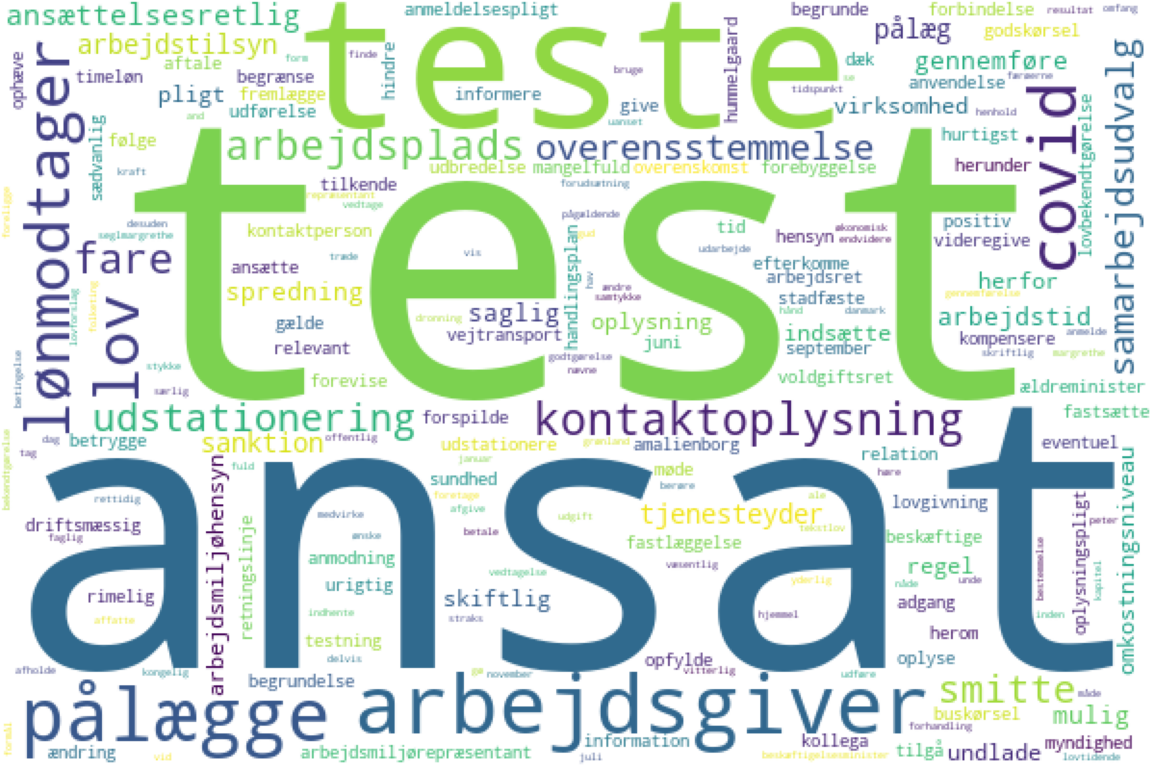 ansættelsesretlig
anmeldelsespligt
begrunde
forbindelse
resultat
omfang
teste
arbejdstilsyn
pålæg
godskørsel
aftale
timeløn
begrænse
form
finde
hindre
hummelgaard
dæk
gennemføre
ophæve
pligt
fremlægge
informere
bruge
give
tidspunkt
se
anvendelse
færøerne
udførelse
and
uanset
virksomhed
henhold
lønmodtager
sædvanlig
følge
arbejdsplads
overensstemmelse
hurtigst
covid
lovbekendtgørelse
samarbejdsudvalg
test
kraft
udbredelse
mangelfuld
overenskomst
forebyggelse
herunder
tilkende
forudsætning
repræsentant
vedtage
foreligge
desuden
seglmargrethe
kontaktperson
pågældende
gud
tid
økonomisk
endvidere
hensyn
positiv
videregive
fare
lov
træde
vis
udarbejde
ansætte
handlingsplan
hav
efterkomme
arbejdsret
spredning
ændre
samtykke
herfor
gennemførelse
folketing
lovforslag
saglig
stadfæste
hånd
danmark
gælde
dronning
oplysning
arbejdstid
vejtransport
juni
indsætte
anmelde
relevant
september
kompensere
skriftlig
margrethe
betingelse
stykke
godtgørelse
nævne
særlig
forevise
voldgiftsret
ældreminister
udstationering
forspilde
kontaktoplysning
fastsætte
dag
tag
betrygge
sanktion
offentlig
udstationere
grønland
amalienborg
relation
eventuel
bekendtgørelse
ansat
fuld
januar
sundhed
møde
berøre
høre
omkostningsniveau
rettidig
foretage
afgive
lovgivning
driftsmæssig
faglig
arbejdsmiljøhensyn
retningslinje
medvirke
udgift
tjenesteyder
ale
tekstlov
oplysningspligt
peter
ønske
betale
fastlæggelse
beskæftige
anmodning
vedtagelse
væsentlig
regel
bestemmelse
kapitel
urigtig
yderlig
nåde
unde
rimelig
skiftlig
adgang
affatte
indhente
straks
hjemmel
inden
testning
herom
delvis
opfylde
oplyse
afholde
kongelig
gø
november
vitterlig
udføre
begrundelse
pålægge
arbejdsgiver
smitte
måde
buskørsel
mulig
formål
forhandling
ændring
vid
arbejdsmiljørepræsentant
information
juli
kollega
beskæftigelsesminister
tilgå
undlade
myndighed
lovtidende